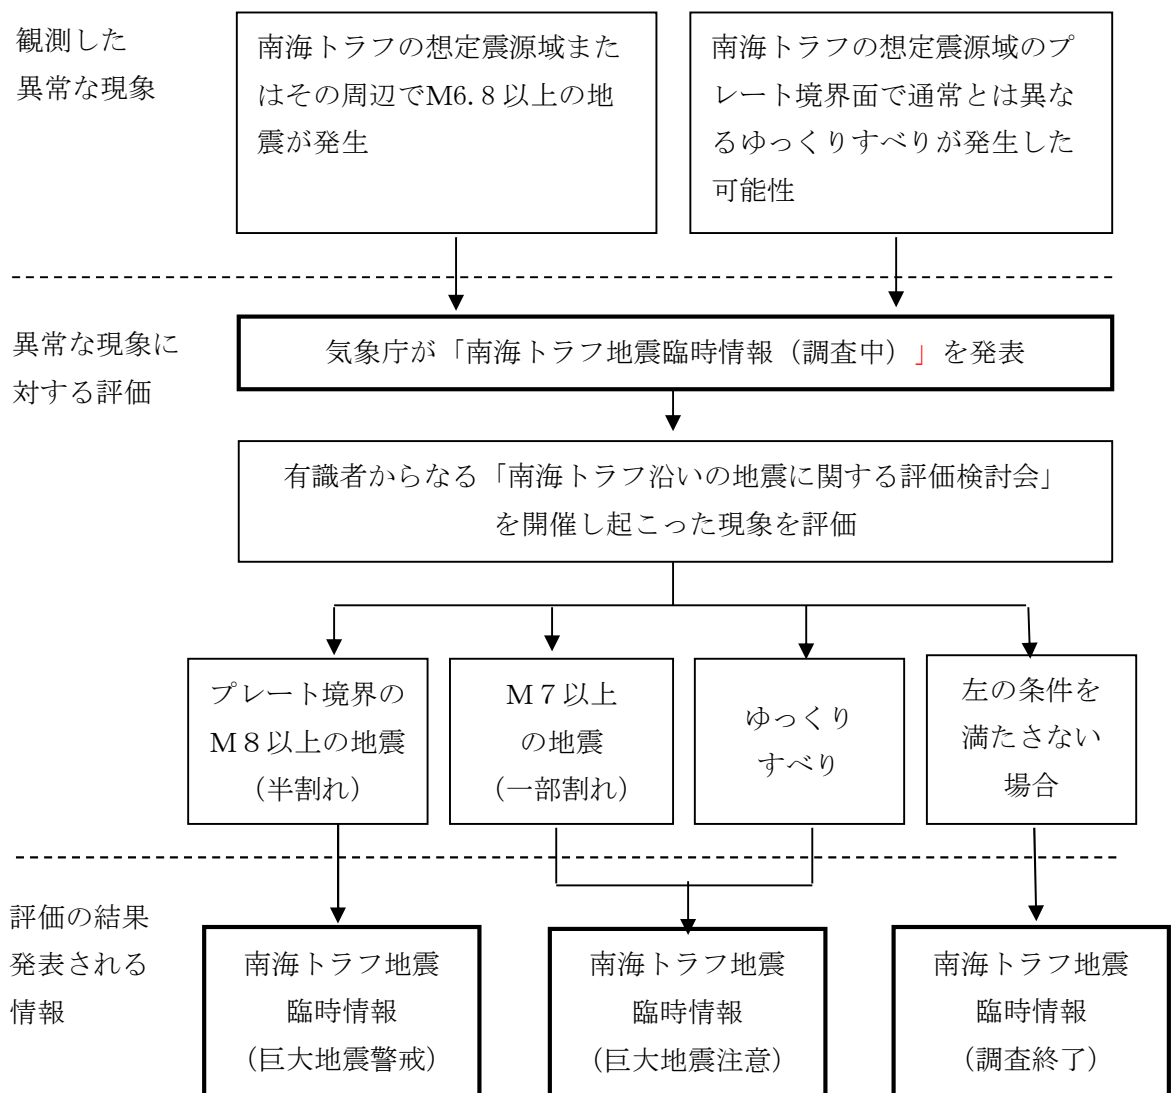 観測した
異常な現象
南海トラフの想定震源域また
はその周辺でM6.8以上の地
震が発生
南海トラフの想定震源域のプ
レート境界面で通常とは異な
るゆっくりすべりが発生した
可能性
異常な現象に
対する評価
気象庁が「南海トラフ地震臨時情報（調査中）」を発表
有識者からなる「南海トラフ沿いの地震に関する評価検討会」
を開催し起こった現象を評価
プレート境界の
Ｍ８以上の地震
（半割れ）
Ｍ７以上
の地震
（一部割れ）
ゆっくり
すべり
左の条件を
満たさない
場合
評価の結果
発表される
情報
南海トラフ地震
臨時情報
（巨大地震警戒）
南海トラフ地震
臨時情報
（巨大地震注意）
南海トラフ地震
臨時情報
（調査終了）